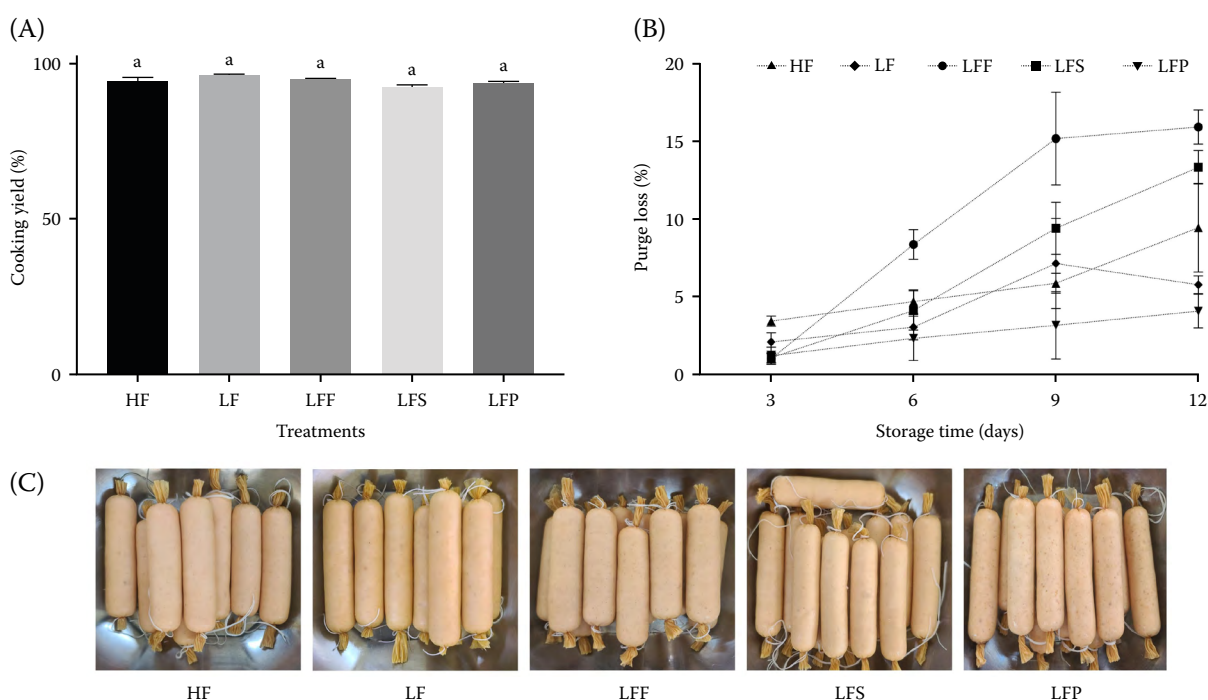 (A)
a a a a a
100
50
0
Cooking yield (%)
HF LF LFF LFS LFP
Treatments
(B)
HF LF LFF LFS LFP
20
15
10
5
0
Purge loss (%)
3 6 9 12
Storage time (days)
(C)
HF LF LFF LFS LFP